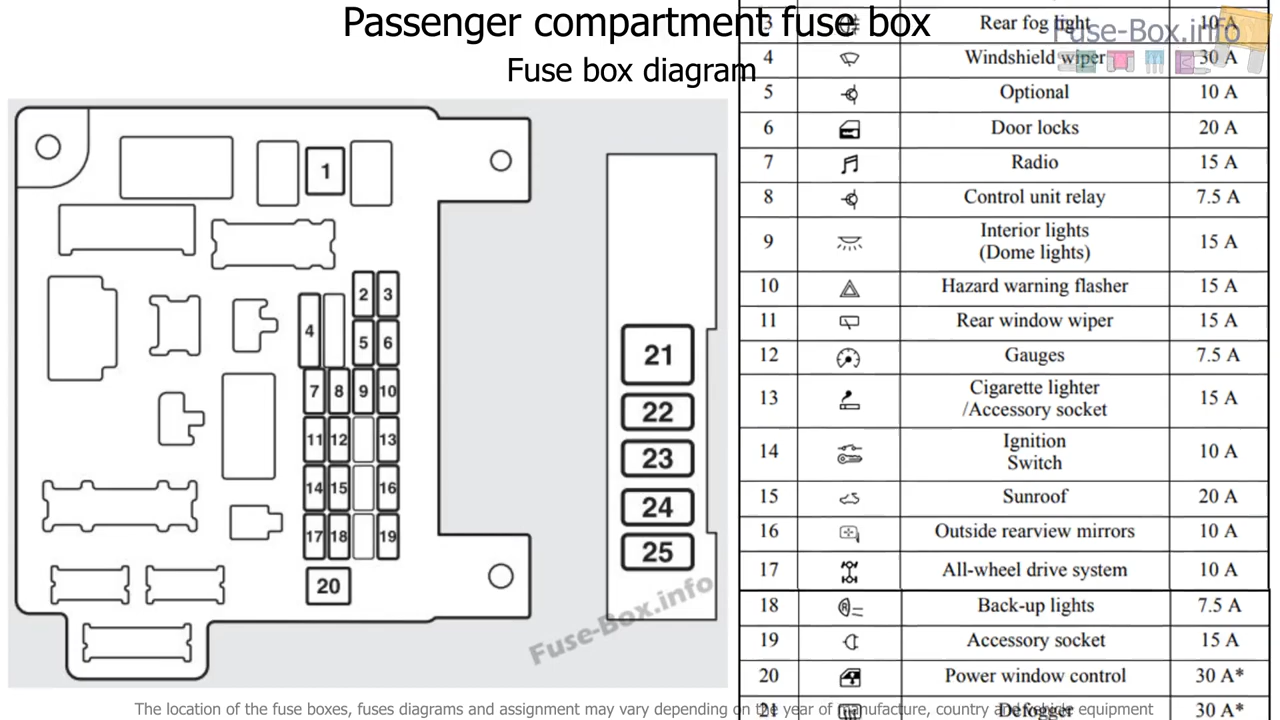 Passenger compartment fuse box
Fuse box diagram
Fuse-Box.info
1
2 3
4
5 6
7 8 9 10
11 12 13
14 15 16
17 18 19
20
21
22
23
24
25
Fuse-Box.info
3 Rear fog light 10 A
4 Windshield wiper 30 A
5 Optional 10 A
6 Door locks 20 A
7 Radio 15 A
8 Control unit relay 7.5 A
9 Interior lights
(Dome lights) 15 A
10 Hazard warning flasher 15 A
11 Rear window wiper 15 A
12 Gauges 7.5 A
13 Cigarette lighter
/Accessory socket 15 A
14 Ignition
Switch 10 A
15 Sunroof 20 A
16 Outside rearview mirrors 10 A
17 All-wheel drive system 10 A
18 Back-up lights 7.5 A
19 Accessory socket 15 A
20 Power window control 30 A*
21 Defogger 30 A*
The location of the fuse boxes, fuses diagrams and assignment may vary depending on the year of manufacture, country and vehicle equipment